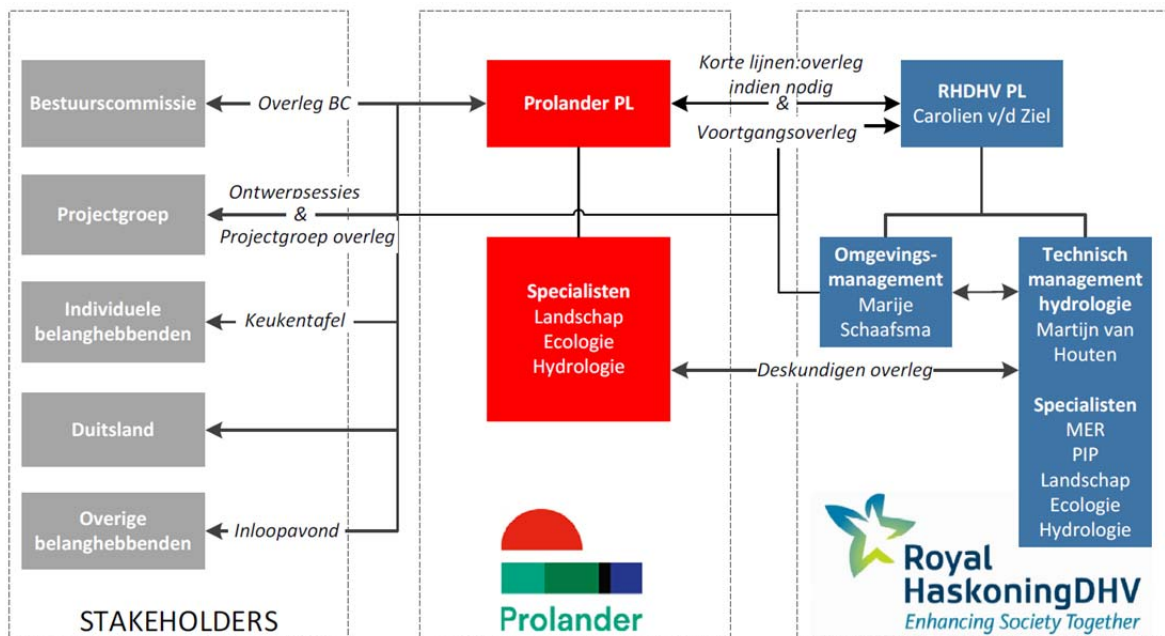 Bestuurscommissie
Overleg BC
Projectgroep
Ontwerpsessies
&
Projectgroep overleg
Individuele
belanghebbenden
Keukentafel
Duitsland
Overige
belanghebbenden
Inloopavond
STAKEHOLDERS
Prolander PL
Specialisten
Landschap
Ecologie
Hydrologie
Prolander
Korte lijnen:overleg
indien nodig
&
Voortgangsoverleg
Deskundigen overleg
RHDHV PL
Carolien v/d Ziel
Omgevings-
management
Marije
Schaafsma
Technisch
management
hydrologie
Martijn van
Houten
Specialisten
MER
PIP
Landschap
Ecologie
Hydrologie
Royal
HaskoningDHV
Enhancing Society Together